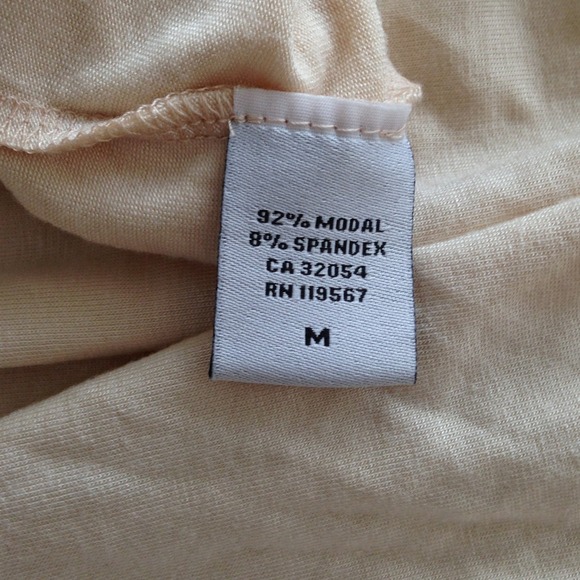 92% MODAL
8% SPANDEX
CA 32054
RN 119567
M